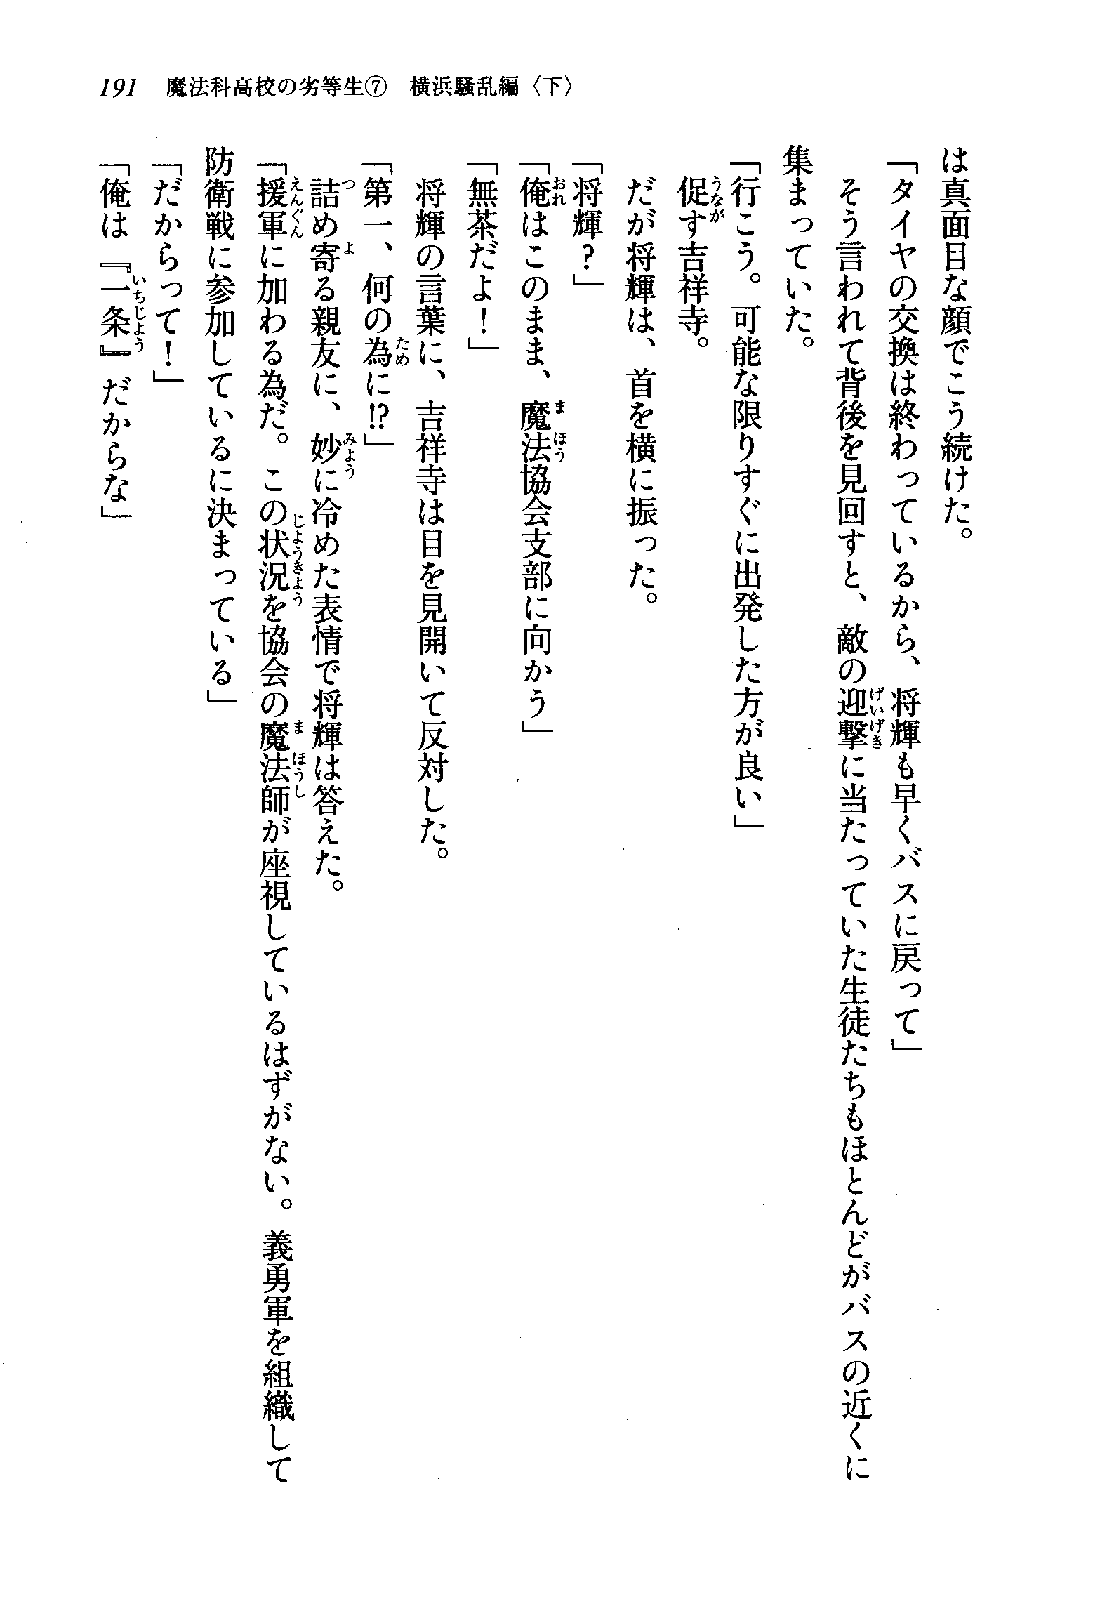 191　魔法科高校の劣等生⑦　横浜騒乱編〈下〉
は真面目な顔でこう続けた。
「タイヤの交換は終わっているから、将輝も早くバスに戻って」
そう言われて背後を見回すと、敵の迎撃に当たっていた生徒たちもほとんどがバスの近くに
集まっていた。
「行こう。可能な限りすぐに出発した方が良い」
促す吉祥寺。
だが将輝は、首を横に振った。
「将輝？」
「俺はこのまま、魔法協会支部に向かう」
「無茶だよ！」
将輝の言葉に、吉祥寺は目を見開いて反対した。
「第一、何の為に!?」
詰め寄る親友に、妙に冷めた表情で将輝は答えた。
「援軍に加わる為だ。この状況を協会の魔法師が座視しているはずがない。義勇軍を組織して
防衛戦に参加しているに決まっている」
「だからって！」
「俺は『一条』だからな」